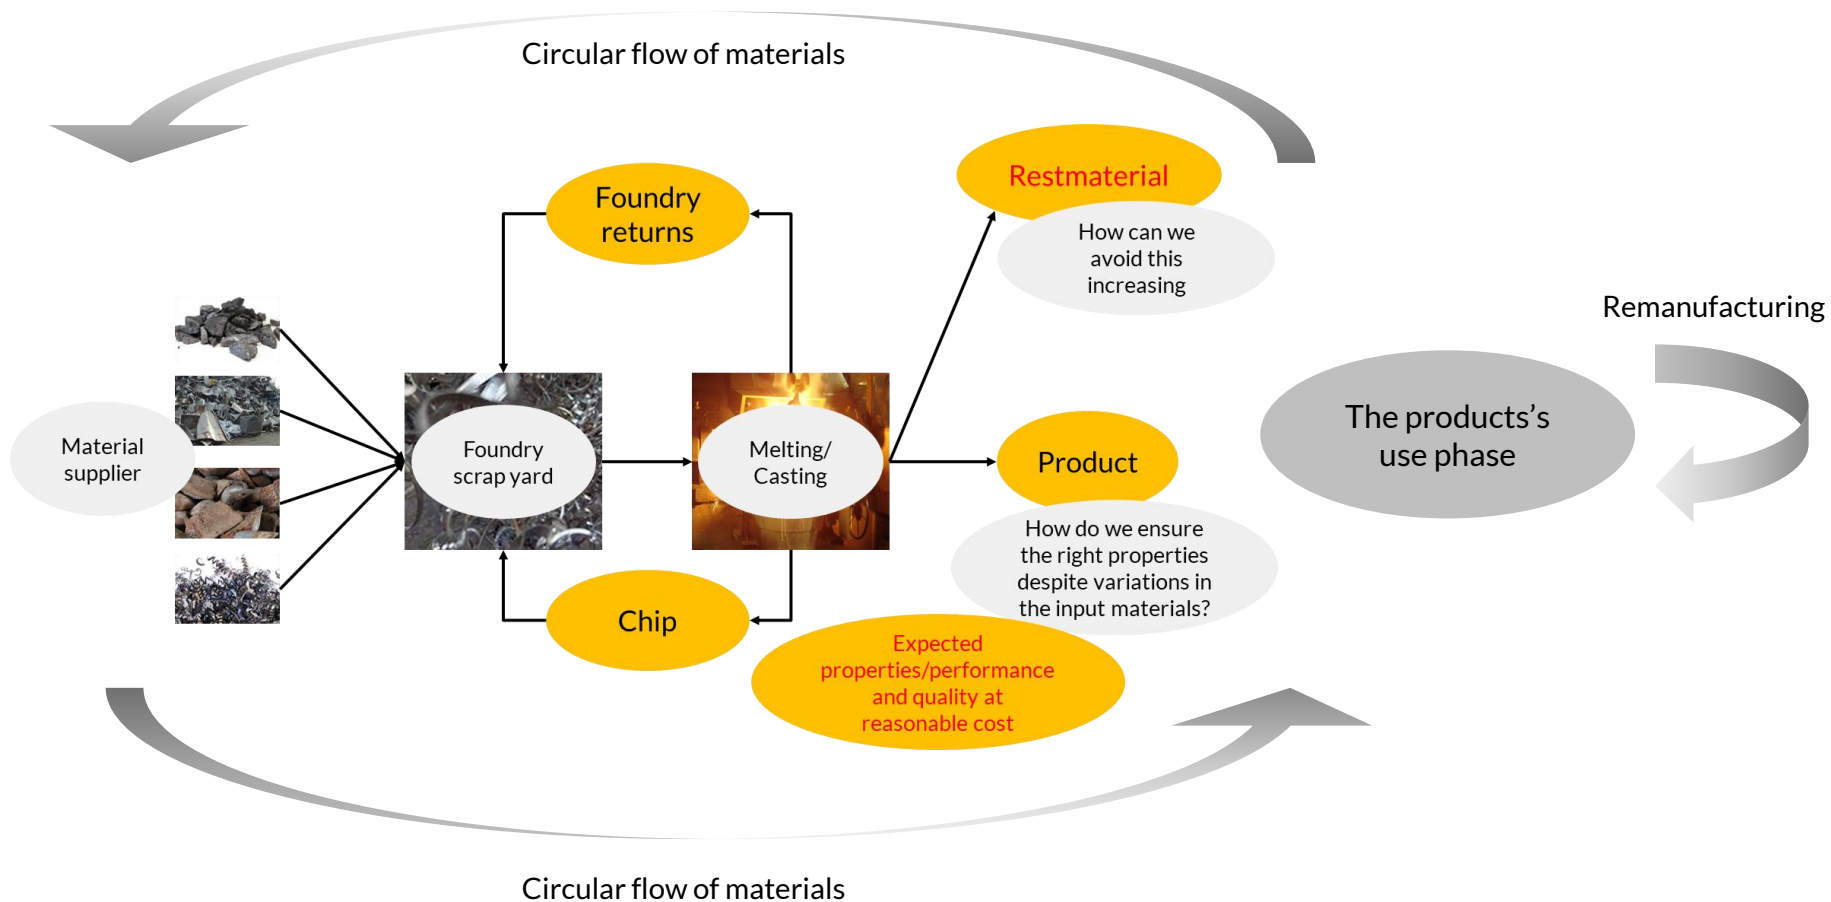 Circular flow of materials
Restmaterial
How can we
avoid this
increasing
Foundry
returns
Remanufacturing
Material
supplier
Foundry
scrap yard
Melting/
Casting
Product
The products's
use phase
How do we ensure
the right properties
despite variations in
the input materials?
Chip
Expected
properties/performance
and quality at
reasonable cost
Circular flow of materials